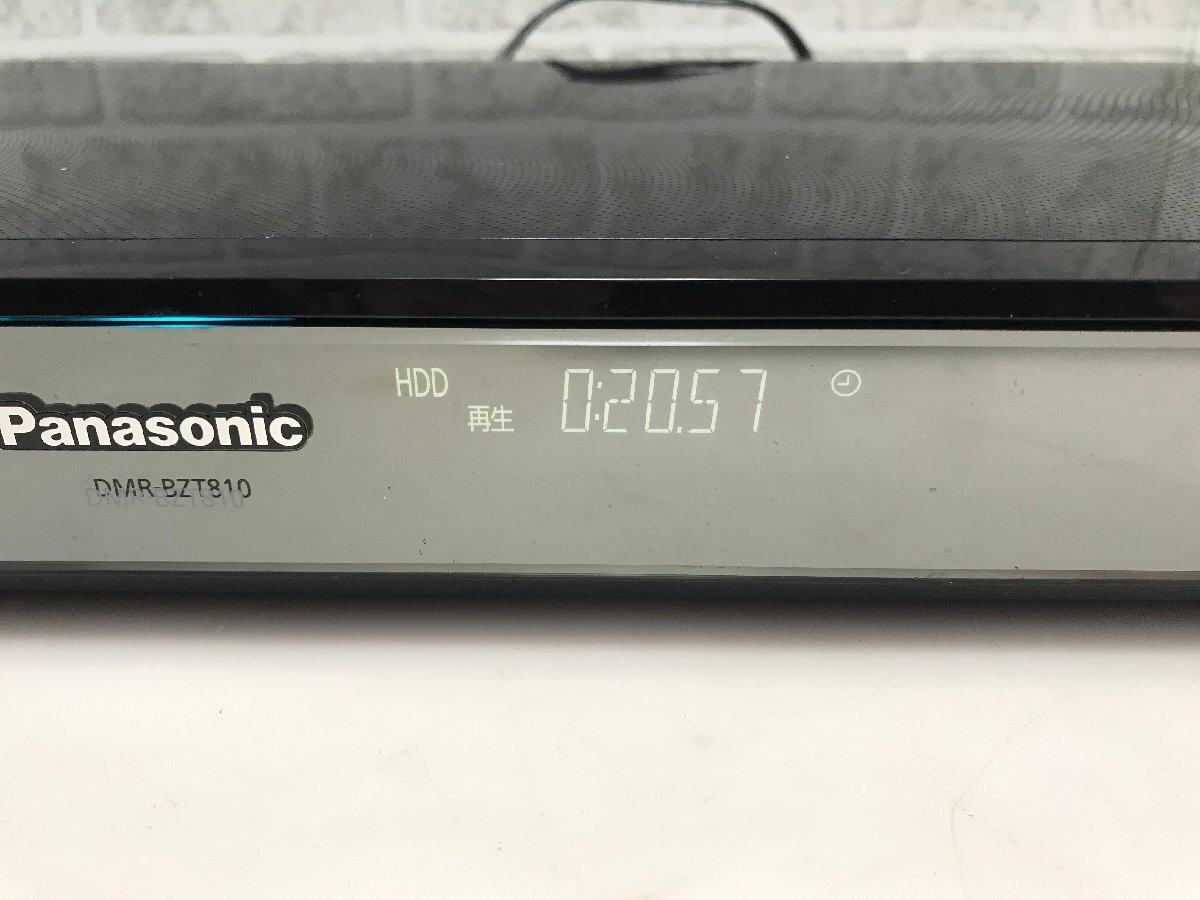 HDD
再生
0:20.57
Panasonic
DMR-BZT810